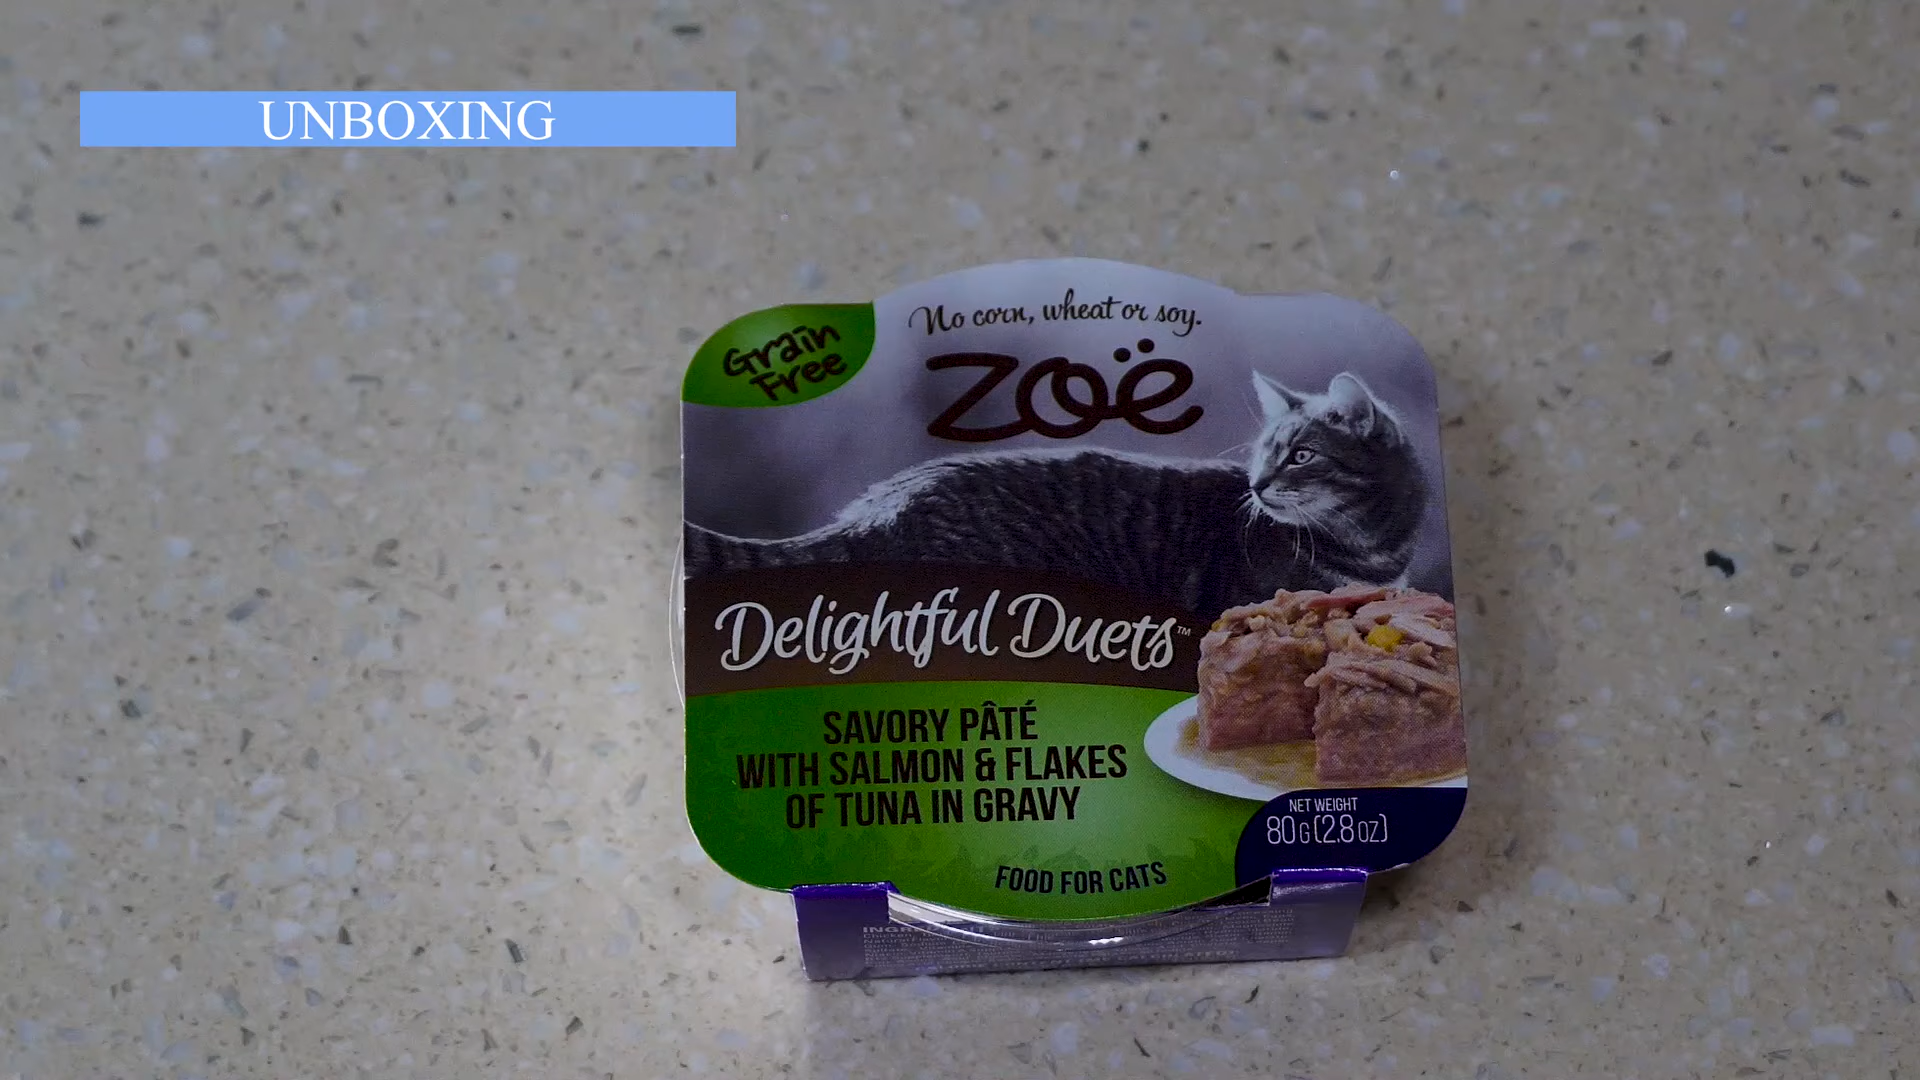 UNBOXING
Grain
Free
No corn, wheat or soy.
zoë
Delightful Duets™
SAVORY PÂTÉ
WITH SALMON & FLAKES
OF TUNA IN GRAVY
NET WEIGHT
80 G (2.8 OZ)
FOOD FOR CATS